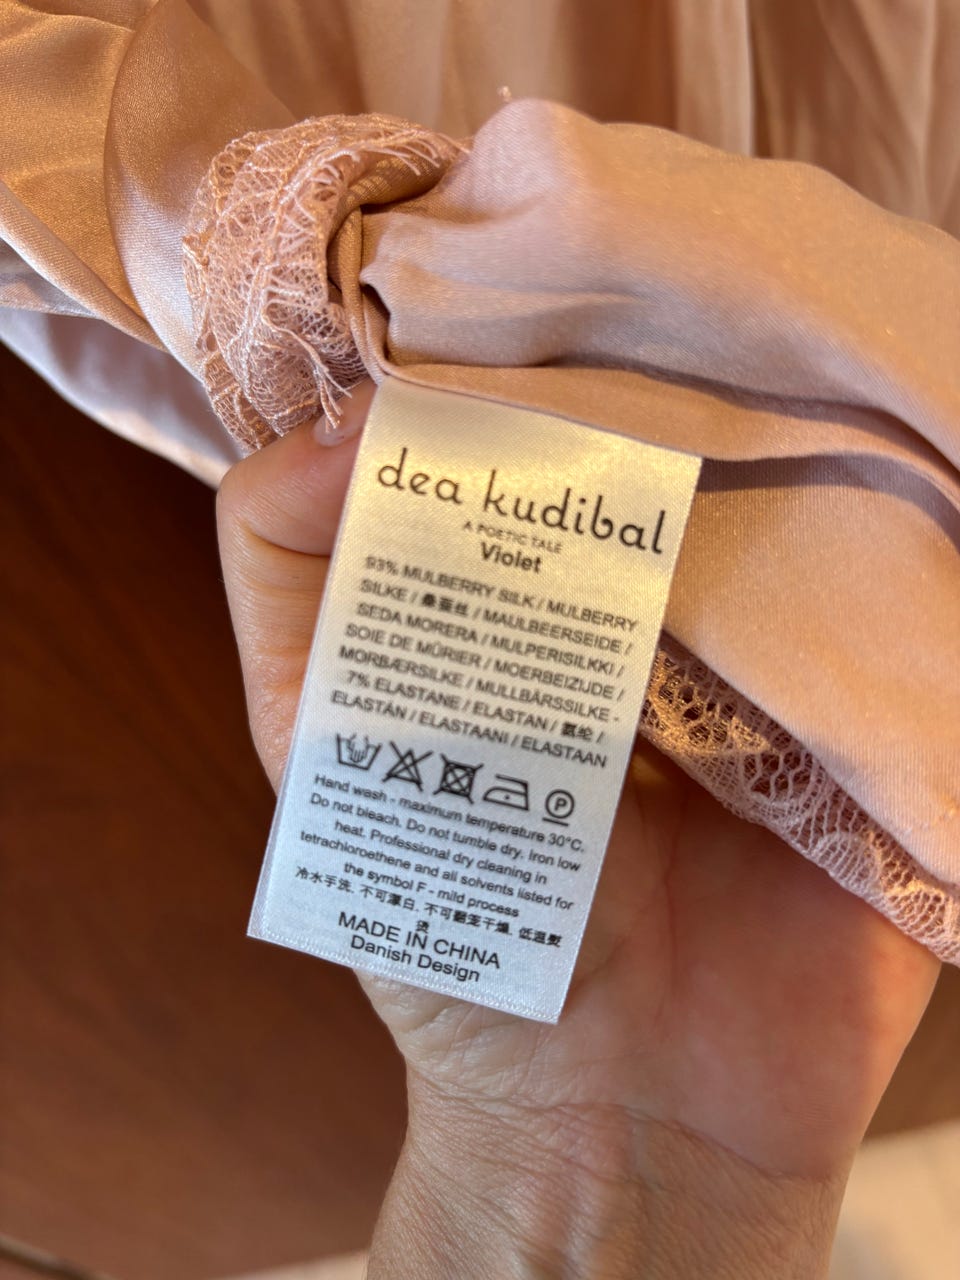 dea kudibal
A POETIC TALE
Violet
93% MULBERRY SILK / MULBERRY
SILKE / 桑蚕丝 / MAULBEERSEIDE /
SEDA MORERA / MULPERISILKKI /
SOIE DE MÛRIER / MOERBEIZIJDE /
MORBÆRSILKE / MULLBÄRSSILKE -
7% ELASTANE / ELASTAN / 氨纶 /
ELASTÁN / ELASTAANI / ELASTAAN
P
Hand wash - maximum temperature 30°C.
Do not bleach. Do not tumble dry. Iron low
heat. Professional dry cleaning in
tetrachloroethene and all solvents listed for
the symbol F - mild process
冷水手洗, 不可漂白, 不可翻笼干燥, 低温熨
烫
MADE IN CHINA
Danish Design